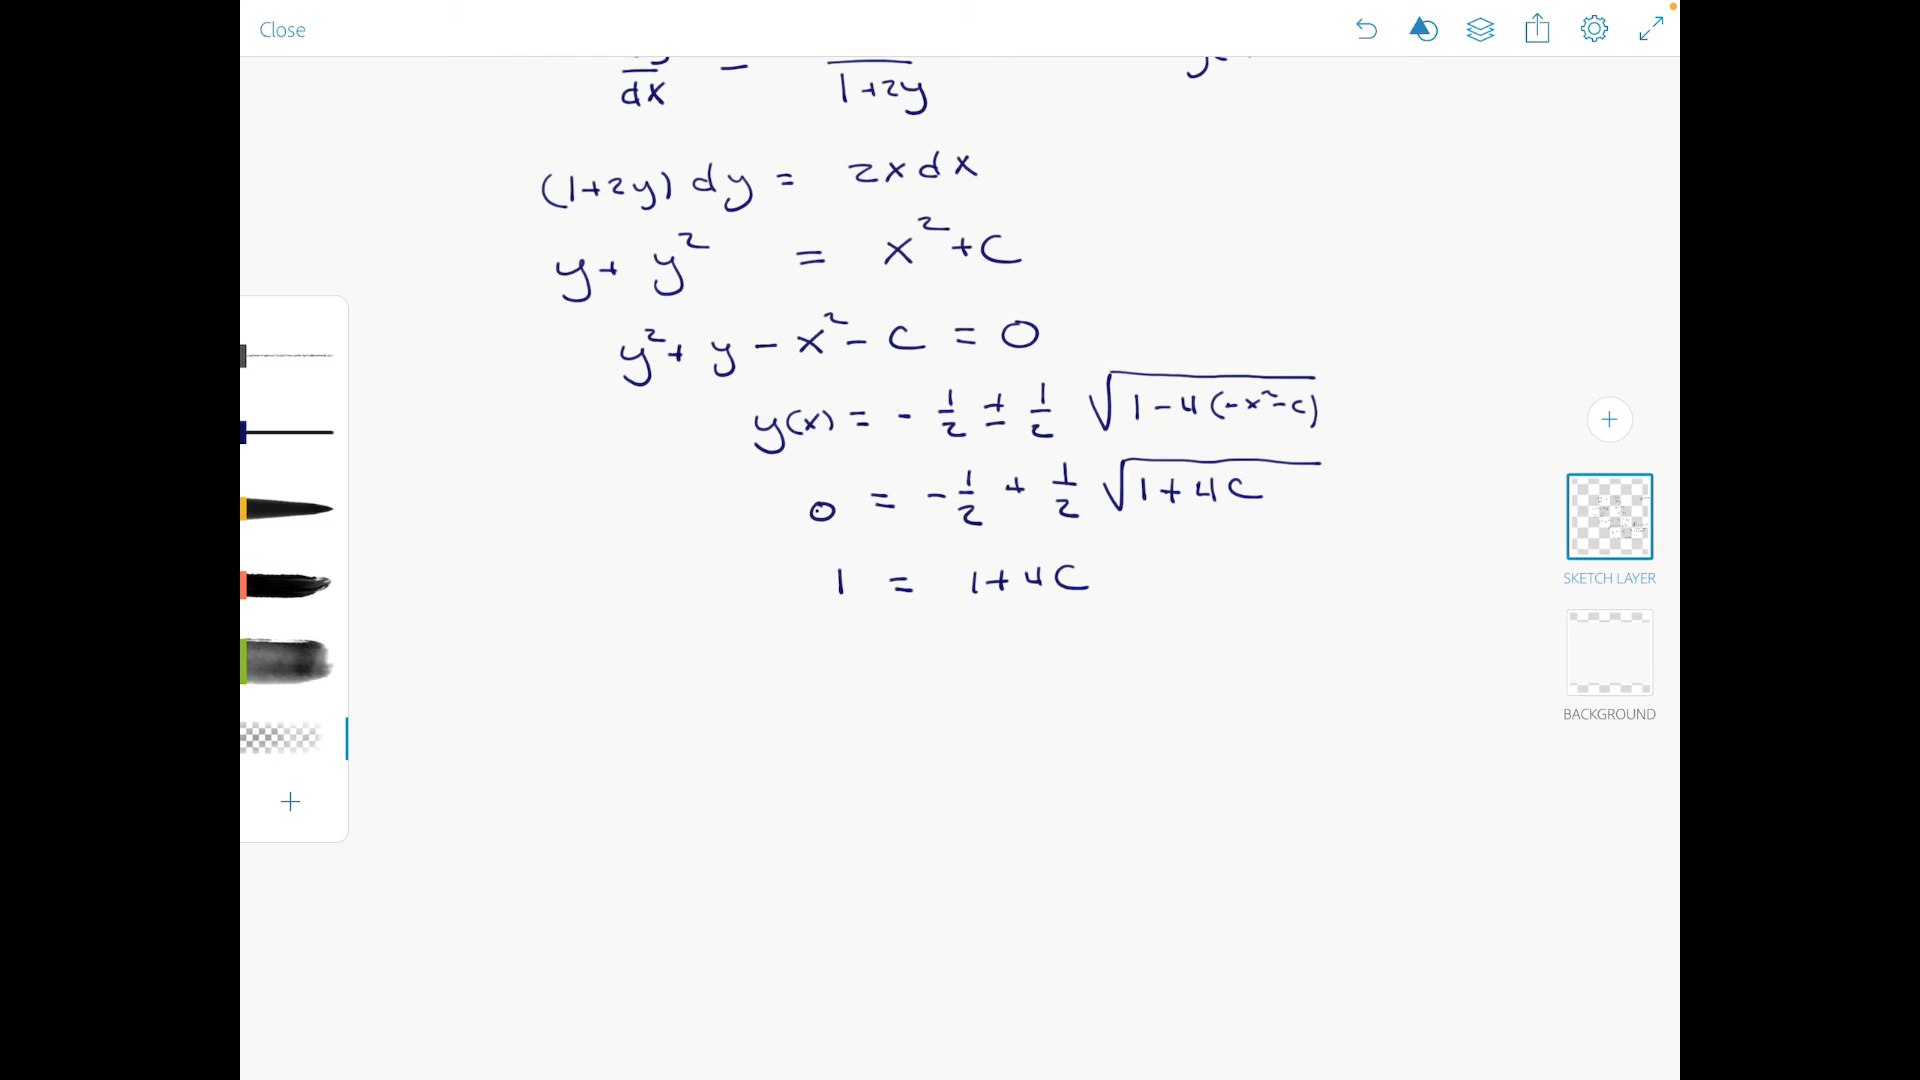 Close
dx - 1+2y
(1+2y) dy = 2x dx
y + y² = x² + C
y² + y - x² - C = 0
y(x) = - 1/2 ± 1/2 √(1 - 4(-x² - C))
0 = - 1/2 + 1/2 √(1 + 4C)
1 = 1 + 4C
SKETCH LAYER
BACKGROUND